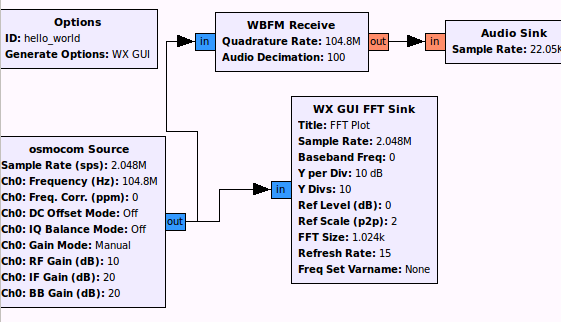 Options
ID: hello_world
Generate Options: WX GUI
WBFM Receive
Quadrature Rate: 104.8M
Audio Decimation: 100
in
out
in
Audio Sink
Sample Rate: 22.05K
osmocom Source
Sample Rate (sps): 2.048M
Ch0: Frequency (Hz): 104.8M
Ch0: Freq. Corr. (ppm): 0
Ch0: DC Offset Mode: Off
Ch0: IQ Balance Mode: Off
Ch0: Gain Mode: Manual
Ch0: RF Gain (dB): 10
Ch0: IF Gain (dB): 20
Ch0: BB Gain (dB): 20
out
in
WX GUI FFT Sink
Title: FFT Plot
Sample Rate: 2.048M
Baseband Freq: 0
Y per Div: 10 dB
Y Divs: 10
Ref Level (dB): 0
Ref Scale (p2p): 2
FFT Size: 1.024k
Refresh Rate: 15
Freq Set Varname: None